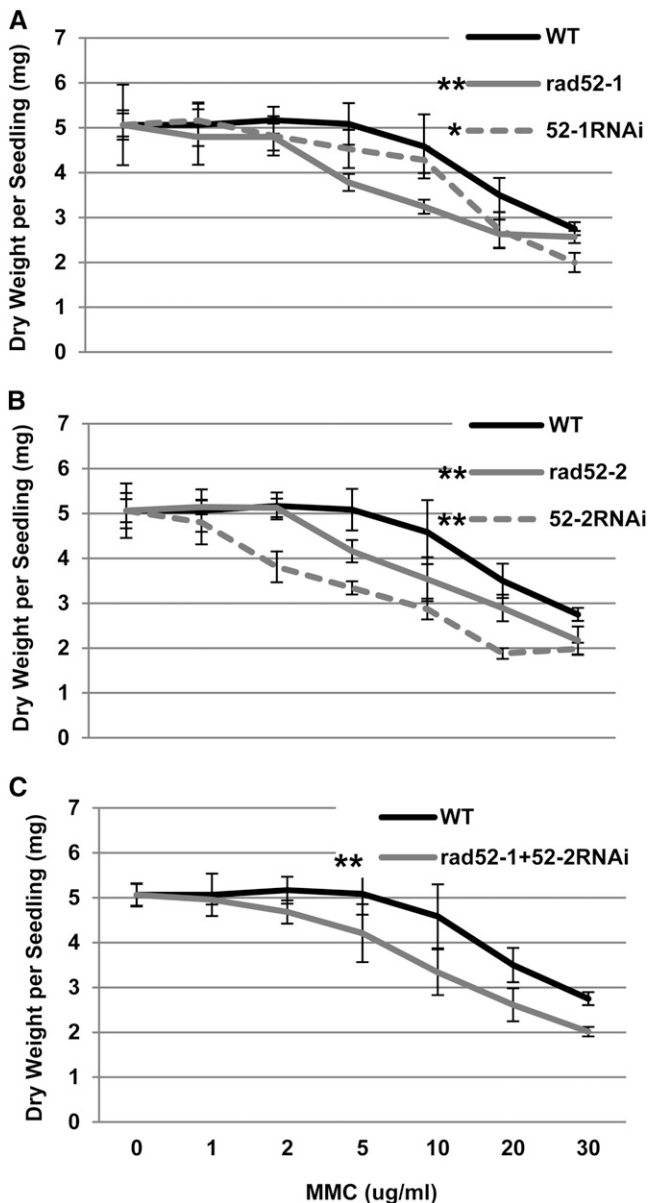 A
Dry Weight per Seedling (mg)
7
6
5
4
3
2
1
0
WT
** rad52-1
* 52-1RNAi
B
Dry Weight per Seedling (mg)
7
6
5
4
3
2
1
0
WT
** rad52-2
** 52-2RNAi
C
Dry Weight per Seedling (mg)
7
6
5
4
3
2
1
0
WT
rad52-1+52-2RNAi
**
0 1 2 5 10 20 30
MMC (ug/ml)